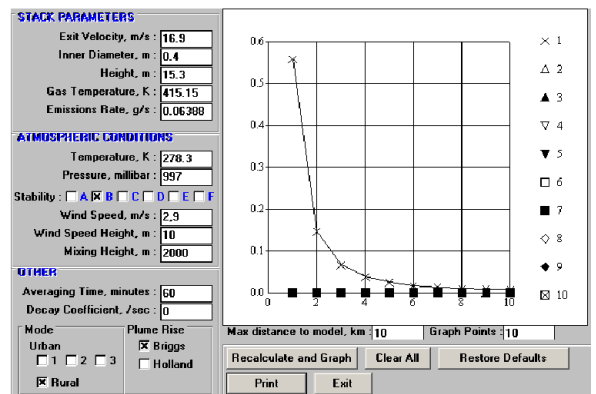 STACK PARAMETERS
Exit Velocity, m/s : 16.9
Inner Diameter, m : 0.4
Height, m : 15.3
Gas Temperature, K : 415.15
Emissions Rate, g/s : 0.06388
ATMOSPHERIC CONDITIONS
Temperature, K : 278.3
Pressure, millibar : 997
Stability : A B C D E F
Wind Speed, m/s : 2,9
Wind Speed Height, m : 10
Mixing Height, m : 2000
OTHER
Averaging Time, minutes : 60
Decay Coefficient, /sec : 0
Mode
Urban
1 2 3
Rural
Plume Rise
Briggs
Holland
0.6
0.5
0.4
0.3
0.2
0.1
0.0
0 2 4 6 8 10
1
2
3
4
5
6
7
8
9
10
Max distance to model, km : 10 Graph Points : 10
Recalculate and Graph Clear All Restore Defaults
Print Exit